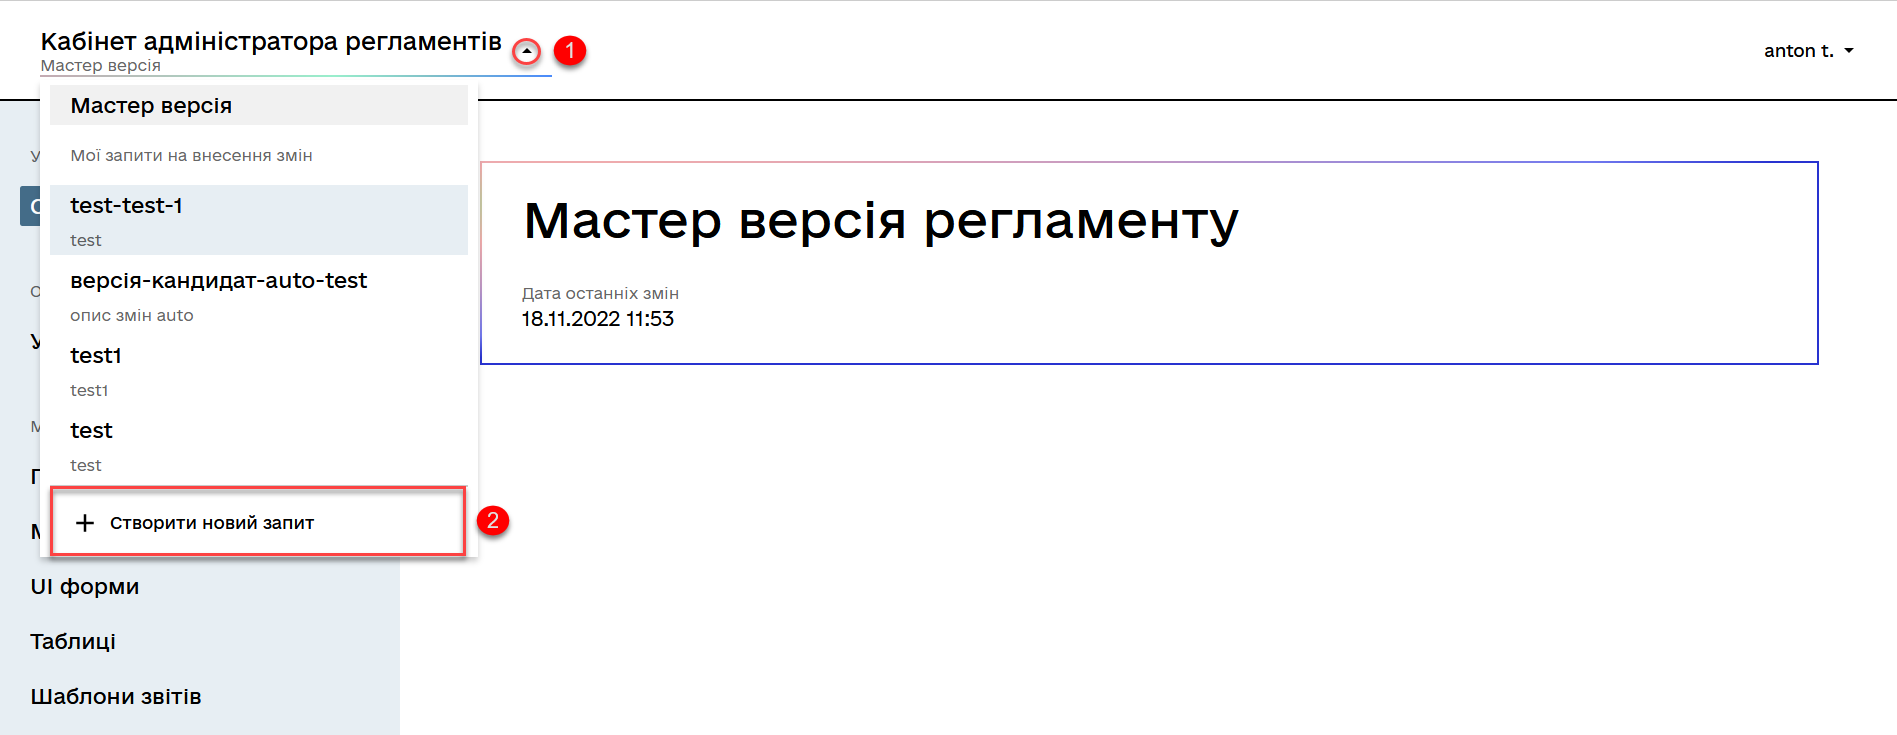 Кабінет адміністратора регламентів
1
anton t.
Мастер версія
Мастер версія
Мої запити на внесення змін
test-test-1
test
версія-кандидат-auto-test
опис змін auto
test1
test1
test
test
Створити новий запит
2
UI форми
Таблиці
Шаблони звітів
Мастер версія регламенту
Дата останніх змін
18.11.2022 11:53